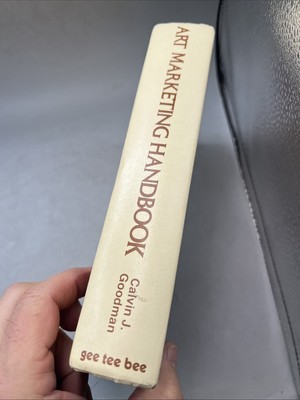 ART MARKETING HANDBOOK
Calvin J.
Goodman
gee tee bee